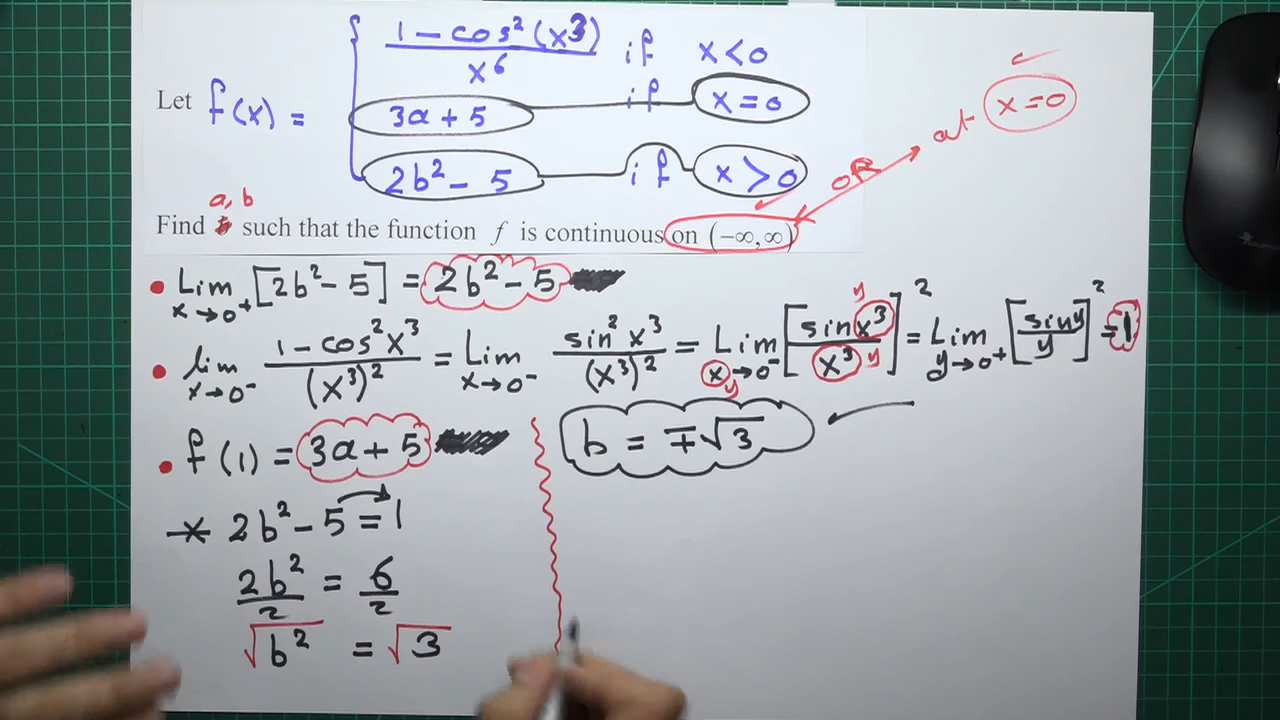 Let f(x) =
1 - cos²(x³) / x⁶ if x < 0
3a + 5 if x = 0
2b² - 5 if x > 0
OR at x = 0
a, b
Find such that the function f is continuous on (-∞,∞)
• Lim x→0⁺ [2b² - 5] = 2b² - 5
• lim x→0⁻ 1 - cos²x³ / (x³)² = Lim x→0⁻ sin²x³ / (x³)² = Lim x→0⁻ [sin x³ / x³]² = Lim y→0⁺ [sin y / y]² = 1
y
y
y
• f(1) = 3a + 5
b = ∓√3
* 2b² - 5 = 1
2b² / 2 = 6 / 2
√b² = √3